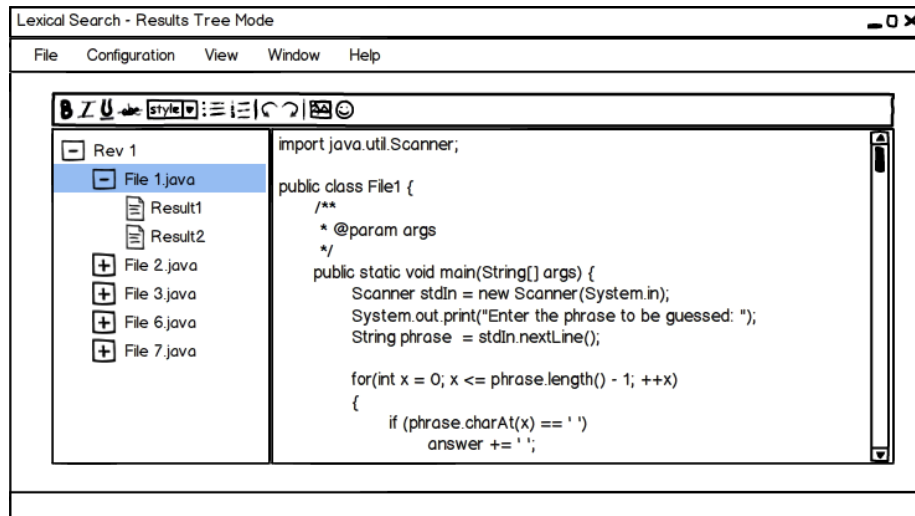 Lexical Search - Results Tree Mode
File Configuration View Window Help
B I U abc style
Rev 1
File 1.java
Result1
Result2
File 2.java
File 3.java
File 6.java
File 7.java
import java.util.Scanner;
public class File1 {
/**
* @param args
*/
public static void main(String[] args) {
Scanner stdIn = new Scanner(System.in);
System.out.print("Enter the phrase to be guessed: ");
String phrase  = stdIn.nextLine();
for(int x = 0; x <= phrase.length() - 1; ++x)
{
if (phrase.charAt(x) == ' ')
answer += ' ';